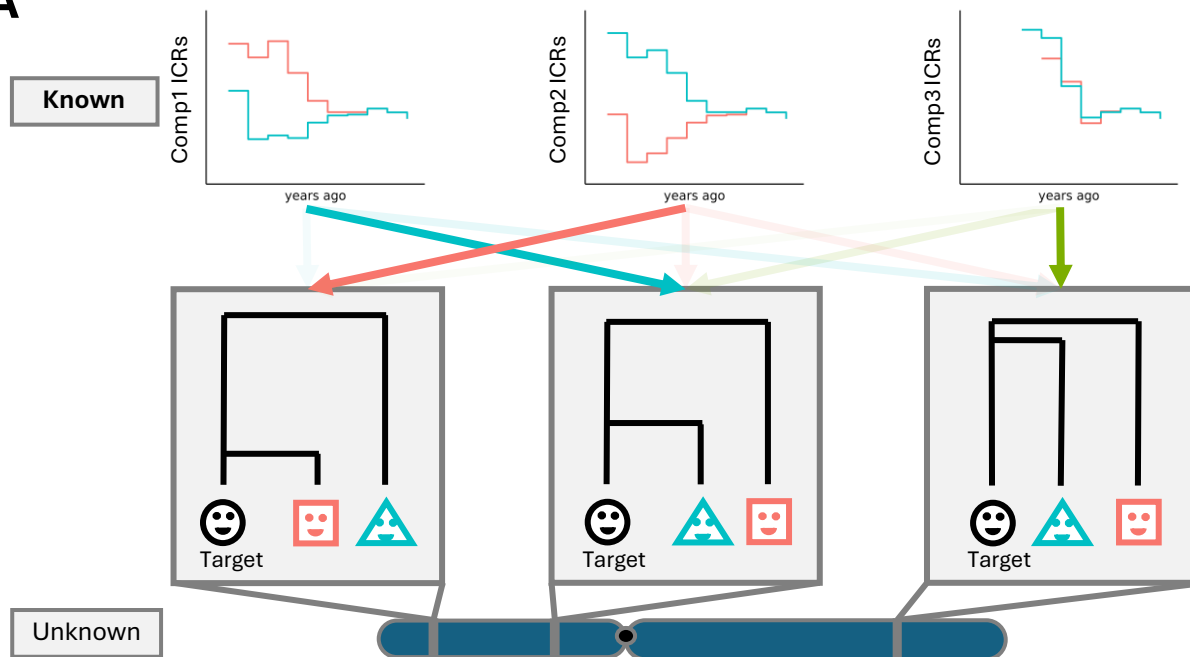 A
Known
Comp1 ICRs
years ago
Comp2 ICRs
years ago
Comp3 ICRs
years ago
Target
Target
Target
Unknown